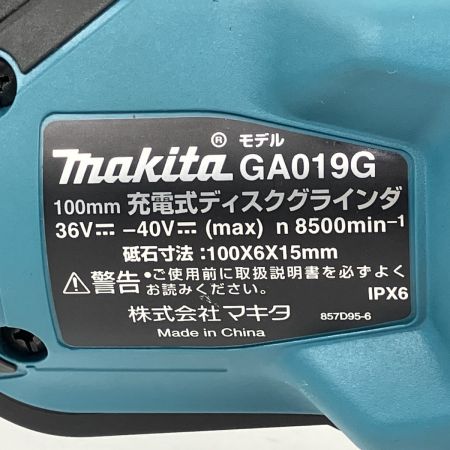 ® モデル
makita GA019G
100mm 充電式ディスクグラインダ
36V⎓ -40V⎓ (max) n 8500min-¹
砥石寸法:100X6X15mm
⚠警告 ●ご使用前に取扱説明書を必ずよく
お読みください。
IPX6
株式会社マキタ 857D95-6
Made in China